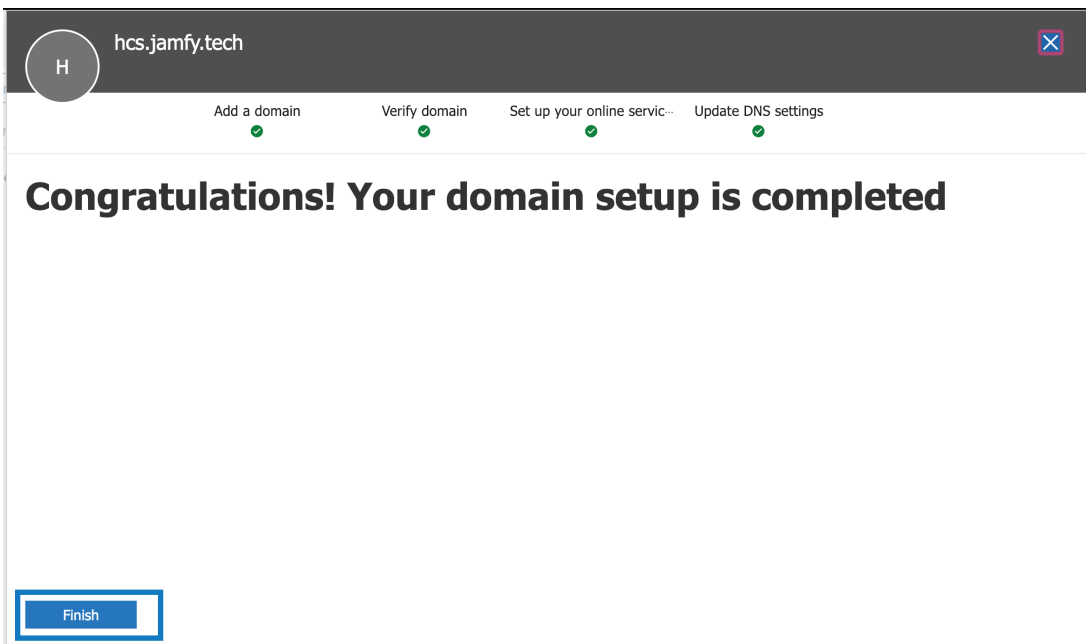 hcs.jamfy.tech
H
Add a domain
Verify domain
Set up your online servic...
Update DNS settings
Congratulations! Your domain setup is completed
Finish